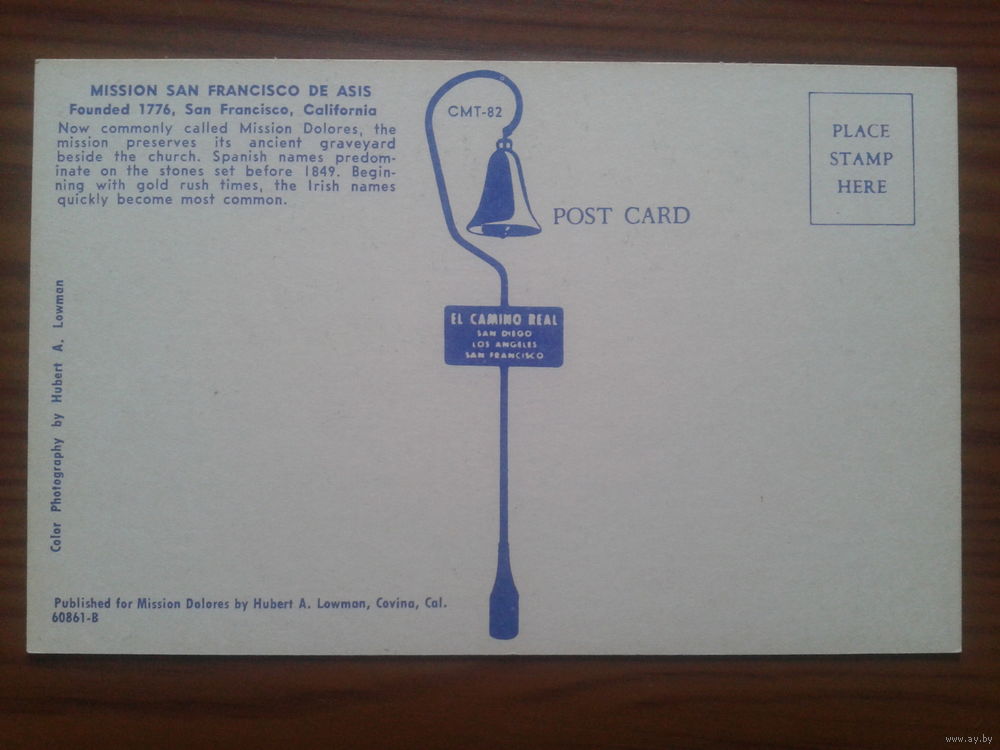 MISSION SAN FRANCISCO DE ASIS
Founded 1776, San Francisco, California
Now commonly called Mission Dolores, the
mission preserves its ancient graveyard
beside the church. Spanish names predom-
inate on the stones set before 1849. Begin-
ning with gold rush times, the Irish names
quickly become most common.
CMT-82
POST CARD
PLACE
STAMP
HERE
EL CAMINO REAL
SAN DIEGO
LOS ANGELES
SAN FRANCISCO
Color Photography by Hubert A. Lowman
Published for Mission Dolores by Hubert A. Lowman, Covina, Cal.
60861-B
www.ay.by